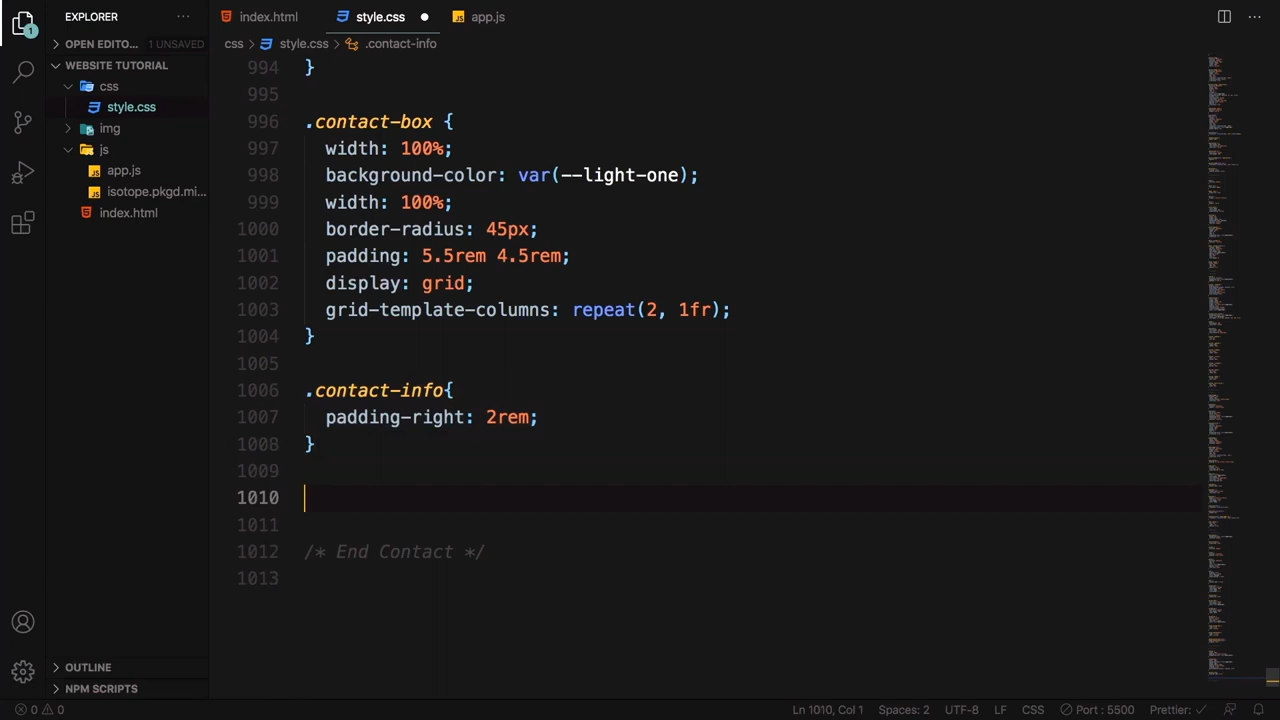 EXPLORER
index.html
style.css
app.js
OPEN EDITO... 1 UNSAVED
css > style.css > .contact-info
WEBSITE TUTORIAL
css
style.css
img
js
app.js
isotope.pkgd.mi...
index.html
994 }
995
996 .contact-box {
997 width: 100%;
998 background-color: var(--light-one);
999 width: 100%;
1000 border-radius: 45px;
1001 padding: 5.5rem 4.5rem;
1002 display: grid;
1003 grid-template-columns: repeat(2, 1fr);
1004 }
1005
1006 .contact-info{
1007 padding-right: 2rem;
1008 }
1009
1010
1011
1012 /* End Contact */
1013
1
OUTLINE
NPM SCRIPTS
0 0
Ln 1010, Col 1 Spaces: 2 UTF-8 LF CSS Port : 5500 Prettier: ✓